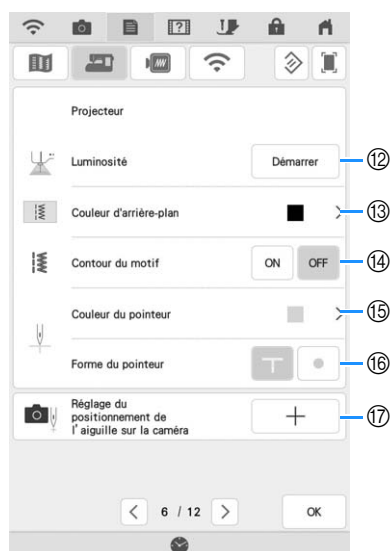 Projecteur
Luminosité
Démarrer
⑫
Couleur d'arrière-plan
⑬
Contour du motif
ON
OFF
⑭
Couleur du pointeur
⑮
Forme du pointeur
⑯
Réglage du
positionnement de
l'aiguille sur la caméra
⑰
6 / 12
OK